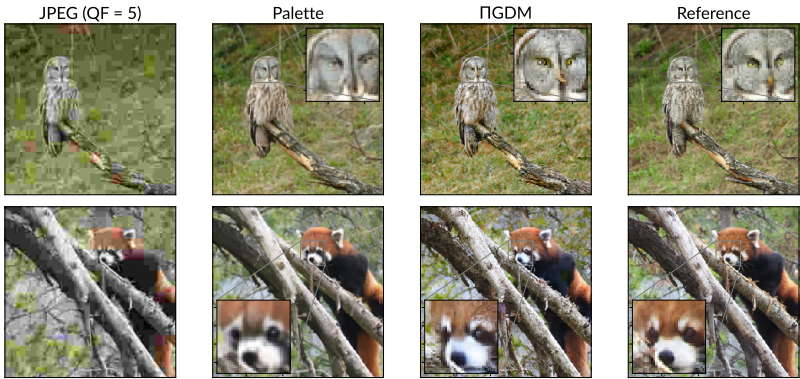 JPEG (QF = 5)
Palette
ΠGDM
Reference